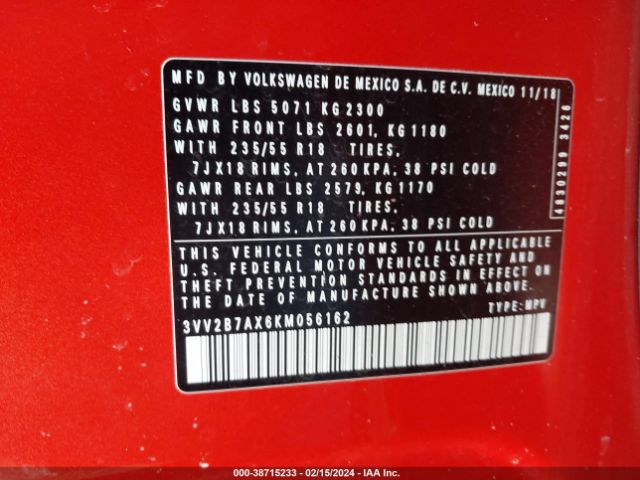 MFD BY VOLKSWAGEN DE MEXICO S.A. DE C.V. MEXICO 11/18
GVWR LBS 5071 KG 2300
GAWR FRONT LBS 2601, KG 1180
WITH 235/55 R18 TIRES,
7JX18 RIMS, AT 260 KPA, 38 PSI COLD
GAWR REAR LBS 2579, KG 1170
WITH 235/55 R18 TIRES,
7JX18 RIMS, AT 260 KPA, 38 PSI COLD
4830299 3426
THIS VEHICLE CONFORMS TO ALL APPLICABLE
U.S. FEDERAL MOTOR VEHICLE SAFETY AND
THEFT PREVENTION STANDARDS IN EFFECT ON
THE DATE OF MANUFACTURE SHOWN ABOVE.
3VV2B7AX6KM056162 TYPE: MPV
000-38715233 - 02/15/2024 - IAA Inc.